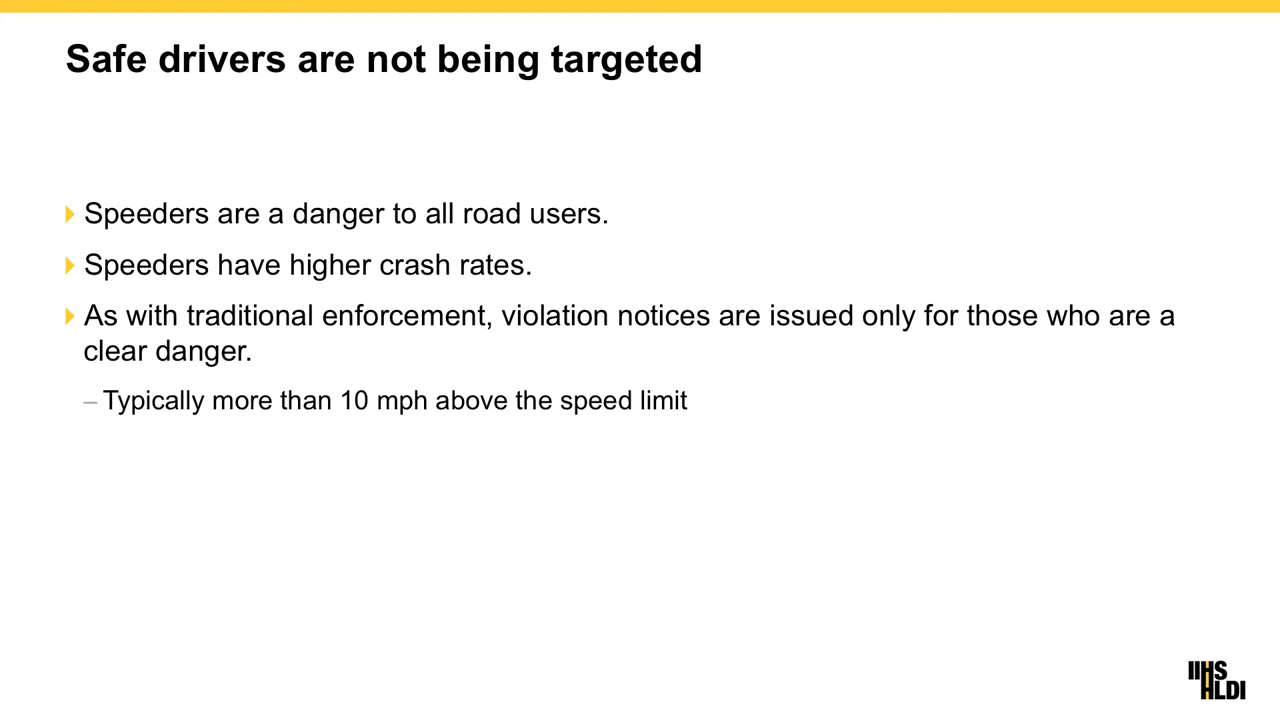 Safe drivers are not being targeted
Speeders are a danger to all road users.
Speeders have higher crash rates.
As with traditional enforcement, violation notices are issued only for those who are a
clear danger.
– Typically more than 10 mph above the speed limit
IIHS
HLDI